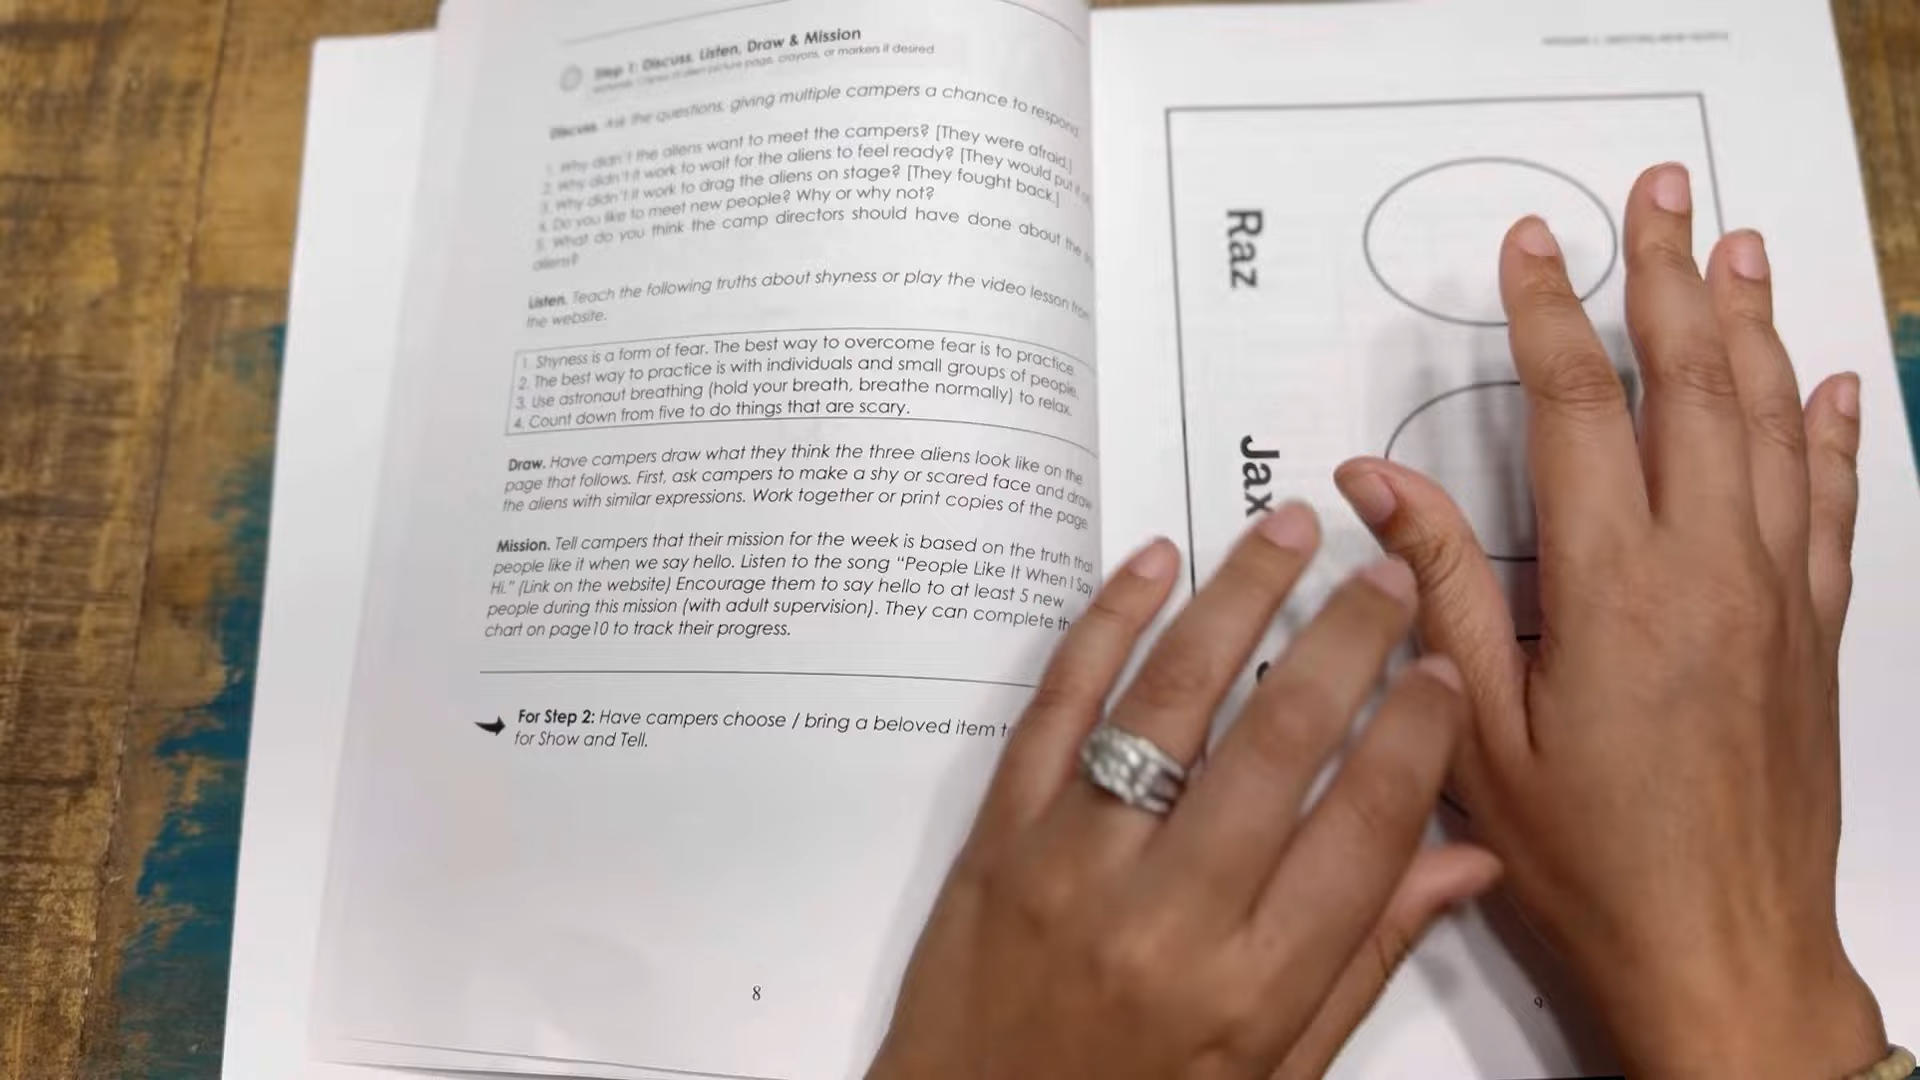 Step 1: Discuss, Listen, Draw & Mission
picture page, crayons, or markers if desired
Discuss. Ask the questions, giving multiple campers a chance to respond.
1. Why didn't the aliens want to meet the campers? [They were afraid.]
2. Why didn't it work to wait for the aliens to feel ready? [They would put it
3. Why didn't it work to drag the aliens on stage? [They fought back.]
4. Do you like to meet new people? Why or why not?
5. What do you think the camp directors should have done about the
aliens?
Listen. Teach the following truths about shyness or play the video lesson from
the website.
1. Shyness is a form of fear. The best way to overcome fear is to practice.
2. The best way to practice is with individuals and small groups of people.
3. Use astronaut breathing (hold your breath, breathe normally) to relax.
4. Count down from five to do things that are scary.
Draw. Have campers draw what they think the three aliens look like on the
page that follows. First, ask campers to make a shy or scared face and draw
the aliens with similar expressions. Work together or print copies of the page
Mission. Tell campers that their mission for the week is based on the truth that
people like it when we say hello. Listen to the song "People Like It When I Say
Hi." (Link on the website) Encourage them to say hello to at least 5 new
people during this mission (with adult supervision). They can complete th
chart on page10 to track their progress.
For Step 2: Have campers choose / bring a beloved item t
for Show and Tell.
8
Raz
Jax
9